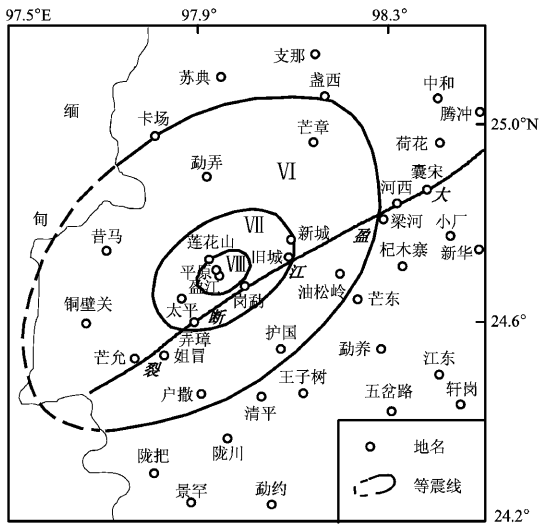 97.5°E 97.9° 98.3°
支那
苏典
盏西
中和
缅
卡场
腾冲
25.0°N
芒章
荷花
勐弄
Ⅵ
囊宋
河西
大
Ⅶ
盈
梁河
小厂
甸
莲花山
新城
昔马
Ⅷ
旧城
杞木寨
新华
平原
江
盈江
岗勐
油松岭
铜壁关
太平
断
芒东
弄璋
24.6°
护国
勐养
芒允
裂
姐冒
江东
户撒
王子树
五岔路
轩岗
清平
陇川
地名
陇把
等震线
景罕
勐约
24.2°